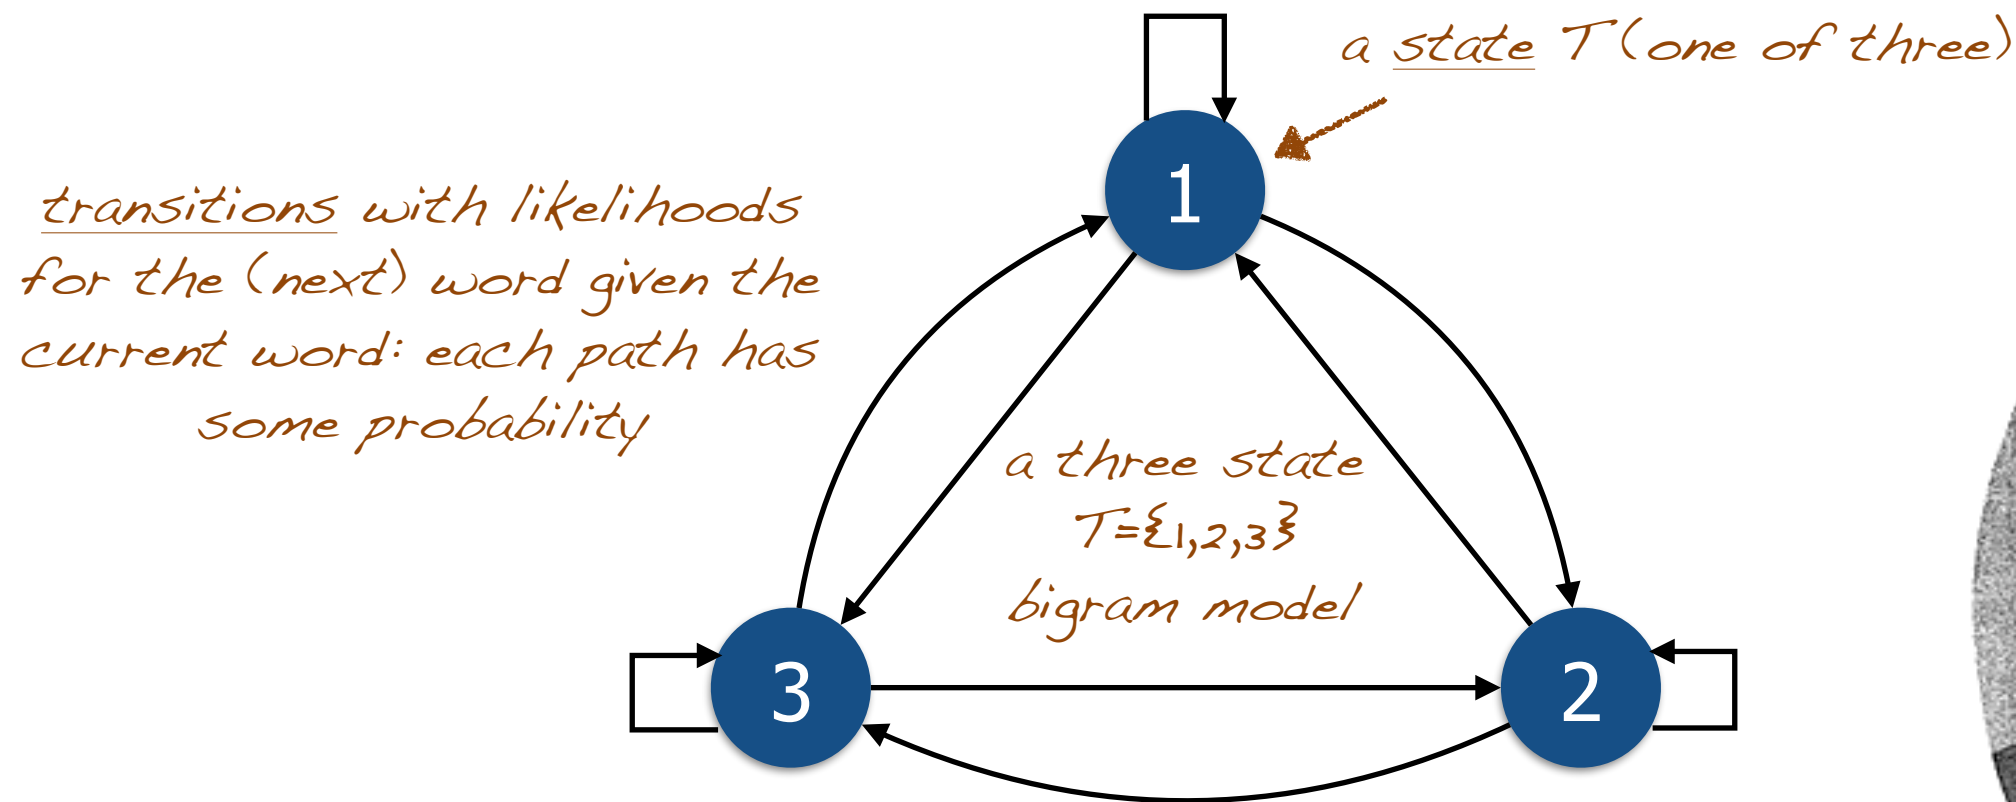 a state T (one of three)
1
transitions with likelihoods
for the (next) word given the
current word: each path has
some probability
a three state
T={1,2,3}
bigram model
3
2